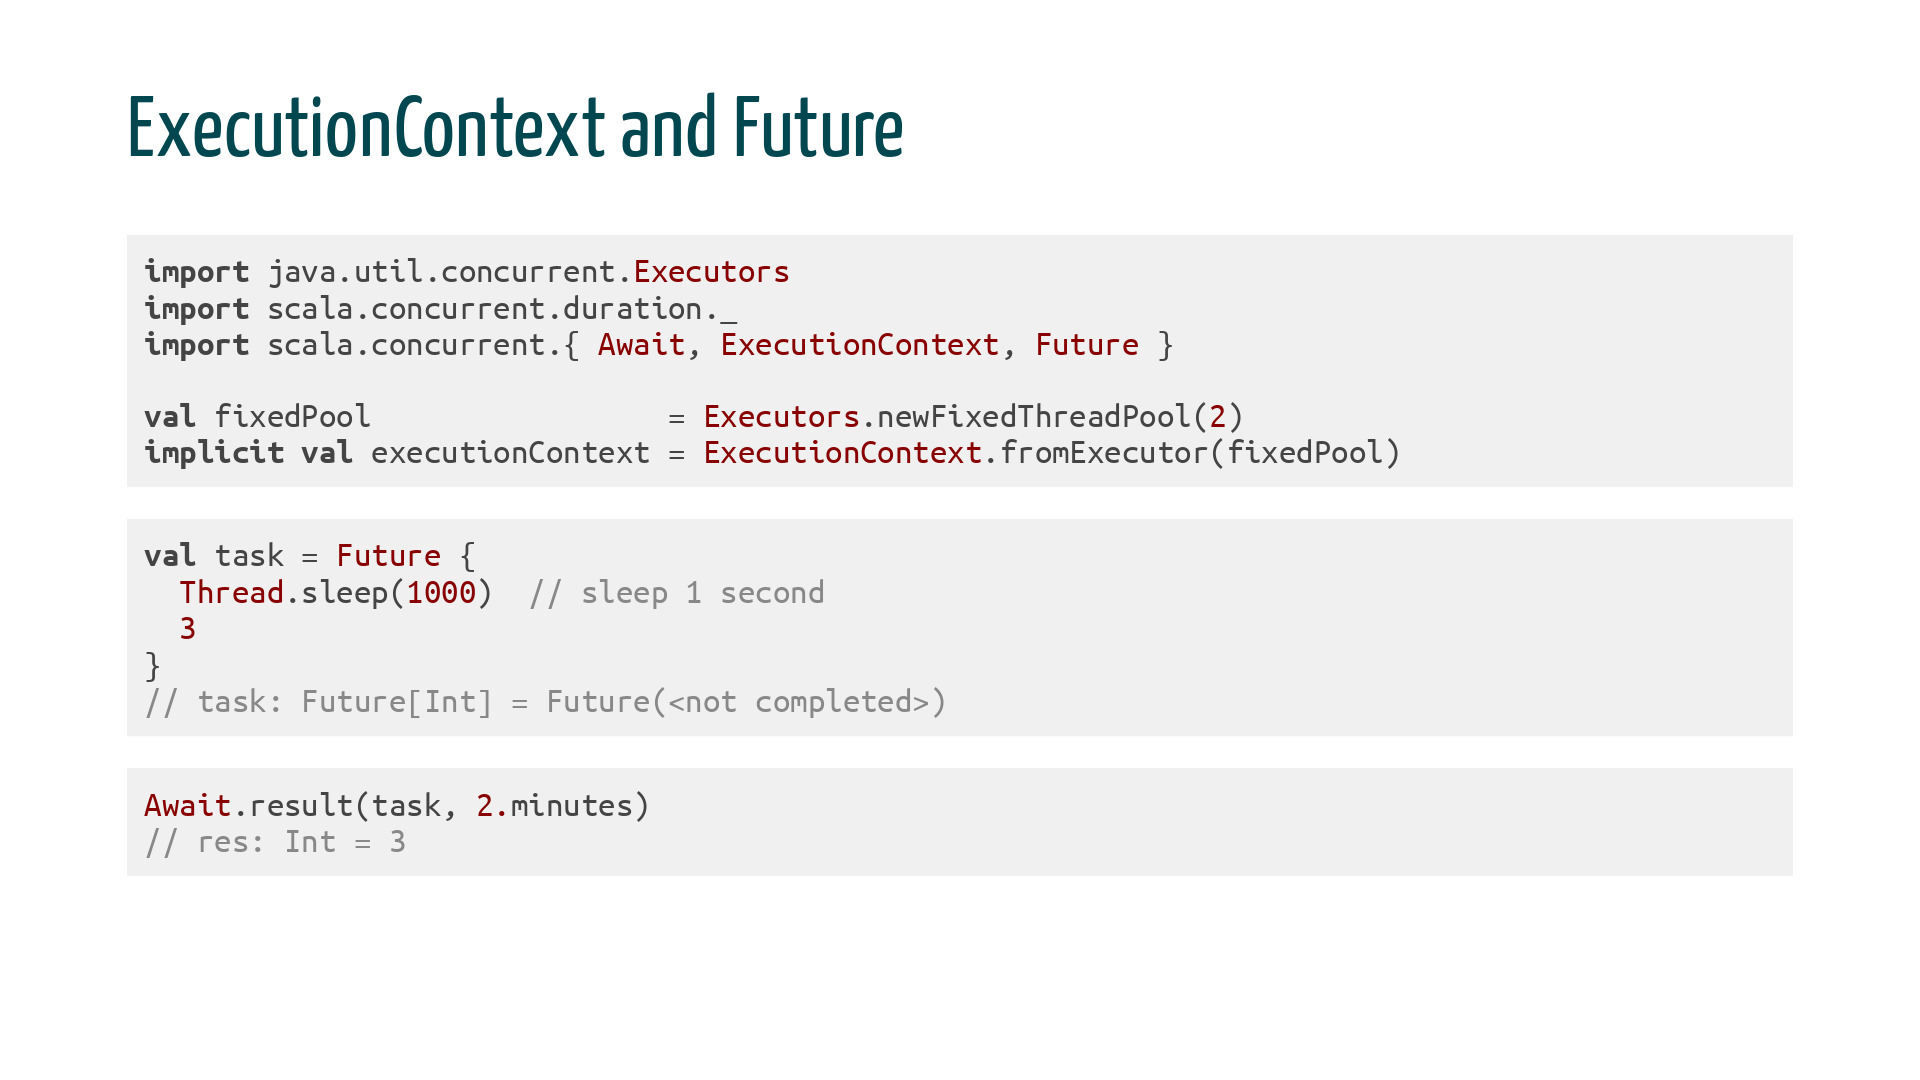 ExecutionContext and Future
import java.util.concurrent.Executors
import scala.concurrent.duration._
import scala.concurrent.{ Await, ExecutionContext, Future }
val fixedPool                 = Executors.newFixedThreadPool(2)
implicit val executionContext = ExecutionContext.fromExecutor(fixedPool)
val task = Future {
  Thread.sleep(1000)  // sleep 1 second
  3
}
// task: Future[Int] = Future(<not completed>)
Await.result(task, 2.minutes)
// res: Int = 3